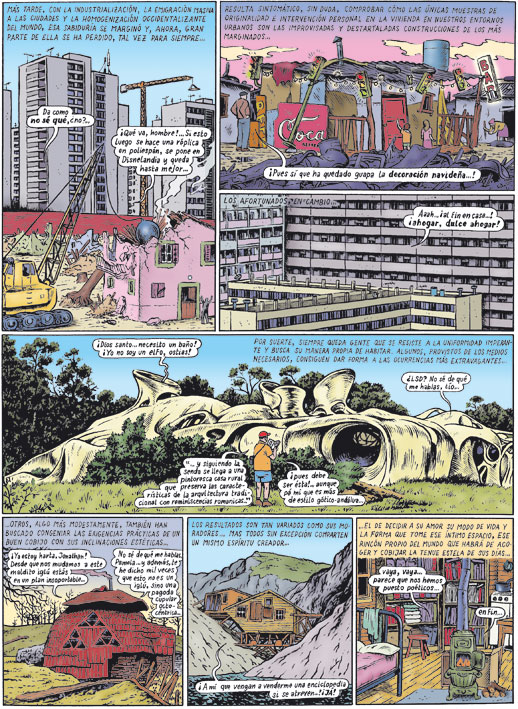 MÁS TARDE, CON LA INDUSTRIALIZACIÓN, LA EMIGRACIÓN MASIVA
A LAS CIUDADES Y LA HOMOGENIZACIÓN OCCIDENTALIZANTE
DEL MUNDO, ESA SABIDURÍA SE MARGINÓ Y, AHORA, GRAN
PARTE DE ELLA SE HA PERDIDO, TAL VEZ PARA SIEMPRE...
Da como
no sé qué, ¿no?...
¡Qué va, hombre!... Si esto
luego se hace una réplica
en poliespán, se pone en
Disnelandia y queda
hasta mejor...
RESULTA SINTOMÁTICO, SIN DUDA, COMPROBAR CÓMO LAS ÚNICAS MUESTRAS DE
ORIGINALIDAD E INTERVENCIÓN PERSONAL EN LA VIVIENDA EN NUESTROS ENTORNOS
URBANOS SON LAS IMPROVISADAS Y DESTARTALADAS CONSTRUCCIONES DE LOS MÁS
MARGINADOS...
BAR
Coca
¡Pues sí que ha quedado guapa la decoración navideña...!
LOS AFORTUNADOS, EN CAMBIO...
Aaah... ¡al fin en casa...!
¡ahogar, dulce ahogar!
POR SUERTE, SIEMPRE QUEDA GENTE QUE SE RESISTE A LA UNIFORMIDAD IMPERAN-
TE Y BUSCA SU MANERA PROPIA DE HABITAR. ALGUNOS, PROVISTOS DE LOS MEDIOS
NECESARIOS, CONSIGUEN DAR FORMA A LAS OCURRENCIAS MÁS EXTRAVAGANTES...
¡Dios santo... necesito un baño!
¡Yo no soy un elfo, ostias!
¿LSD? No sé de qué
me hablas, tío...
"... y siguiendo la
senda se llega a una
pintoresca casa rural
que preserva las caracte-
rísticas de la arquitectura tradi-
cional con reminiscencias romanicas."
¡pues debe
ser ésta!... aunque
pa mí que es más
de estilo gótico-andaluz...
...OTROS, ALGO MÁS MODESTAMENTE, TAMBIÉN HAN
BUSCADO CONGENIAR LAS EXIGENCIAS PRÁCTICAS DE UN
BUEN COBIJO CON SUS INCLINACIONES ESTÉTICAS...
¡Ya estoy harta, Jonathan!
Desde que nos mudamos a este
maldito iglú estás
en un plan insoportable...
No sé de qué me hablas,
Pamela... y además, te
he dicho mil veces
que esto no es un
iglú, sino una
pagoda
cupular
octo-
céntrica...
LOS RESULTADOS SON TAN VARIADOS COMO SUS MO-
RADORES... MAS TODOS SIN EXCEPCIÓN COMPARTEN
UN MISMO ESPÍRITU CREADOR...
¡A mí que vengan a venderme una enciclopedia
si se atreven...! ¡JA!
...EL DE DECIDIR A SU AMOR SU MODO DE VIDA Y
LA FORMA QUE TOME ESE ÍNTIMO ESPACIO, ESE
RINCÓN PROPIO DEL MUNDO QUE HABRÁ DE ACO-
GER Y COBIJAR LA TENUE ESTELA DE SUS DÍAS...
vaya, vaya...
parece que nos hemos
puesto poéticos...
...
en fin...